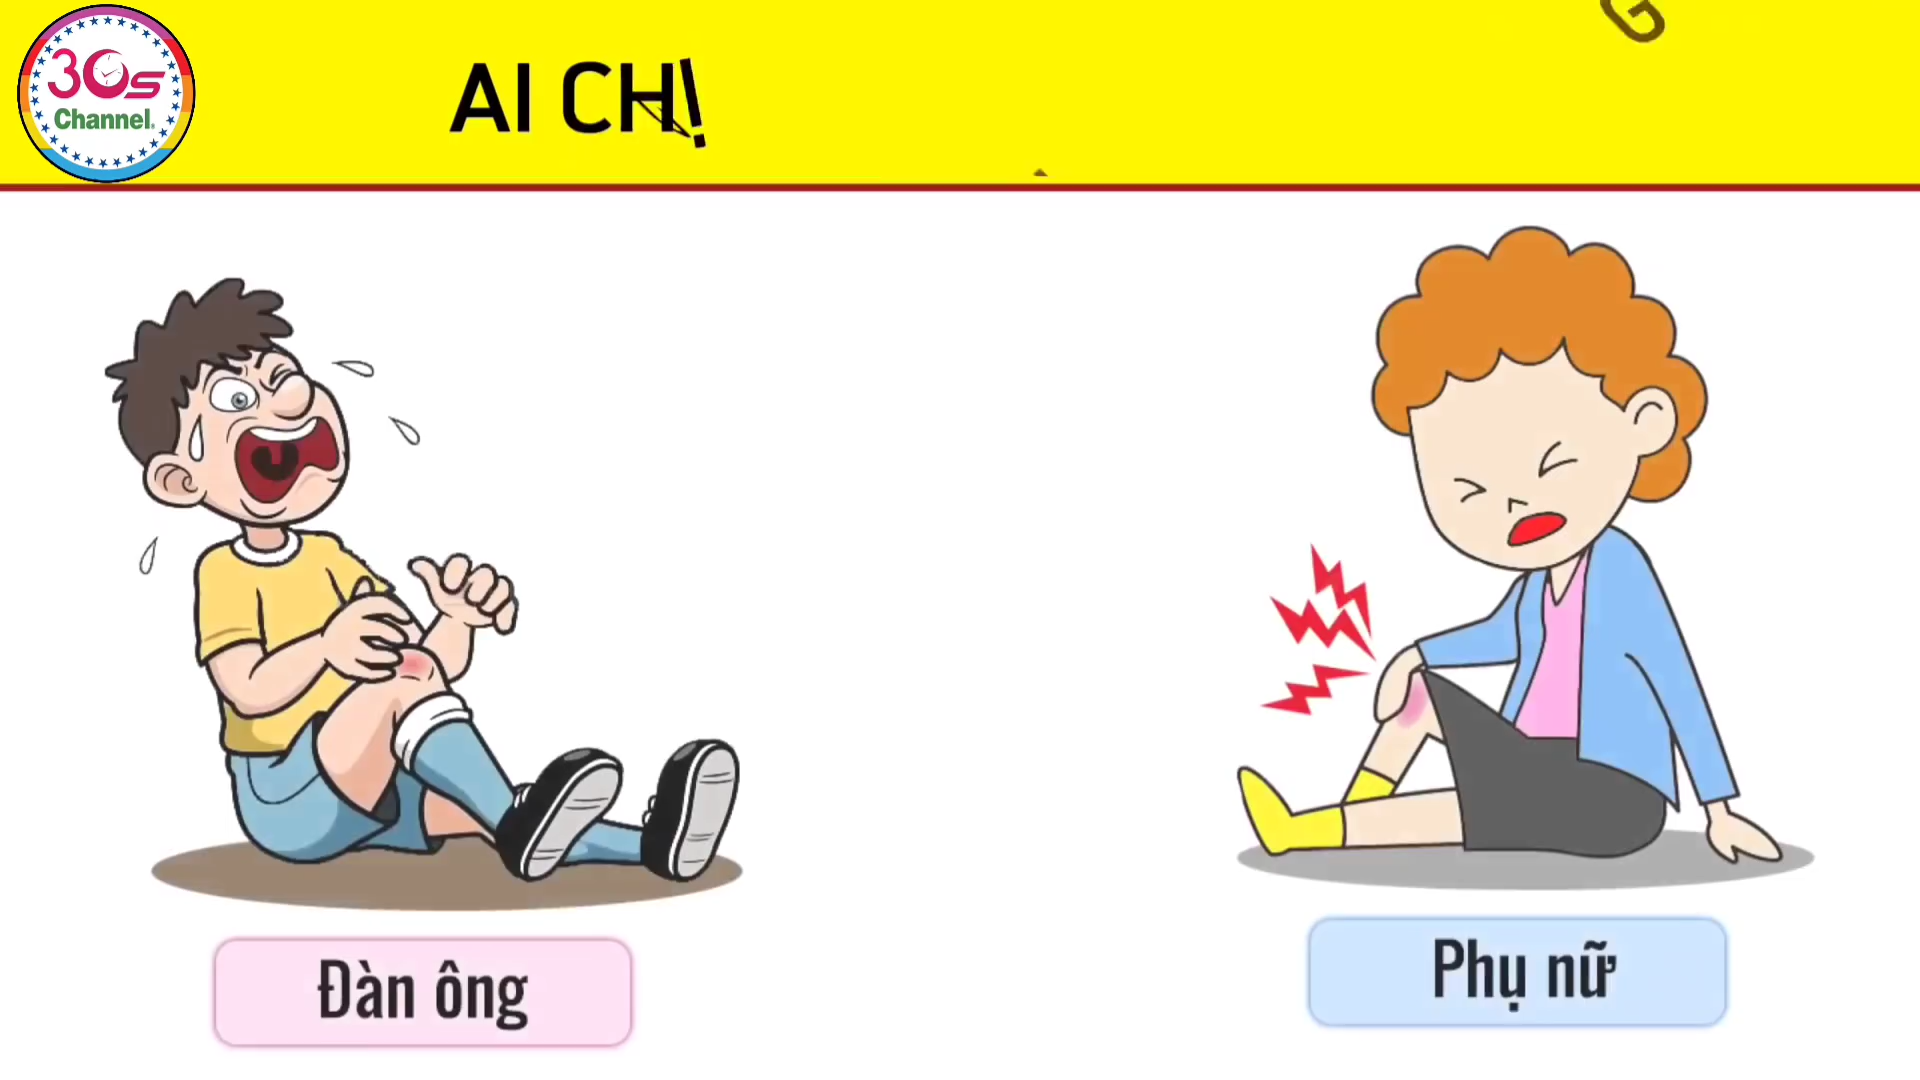 30s
Channel.
AI CHỊ
G
Đàn ông
Phụ nữ